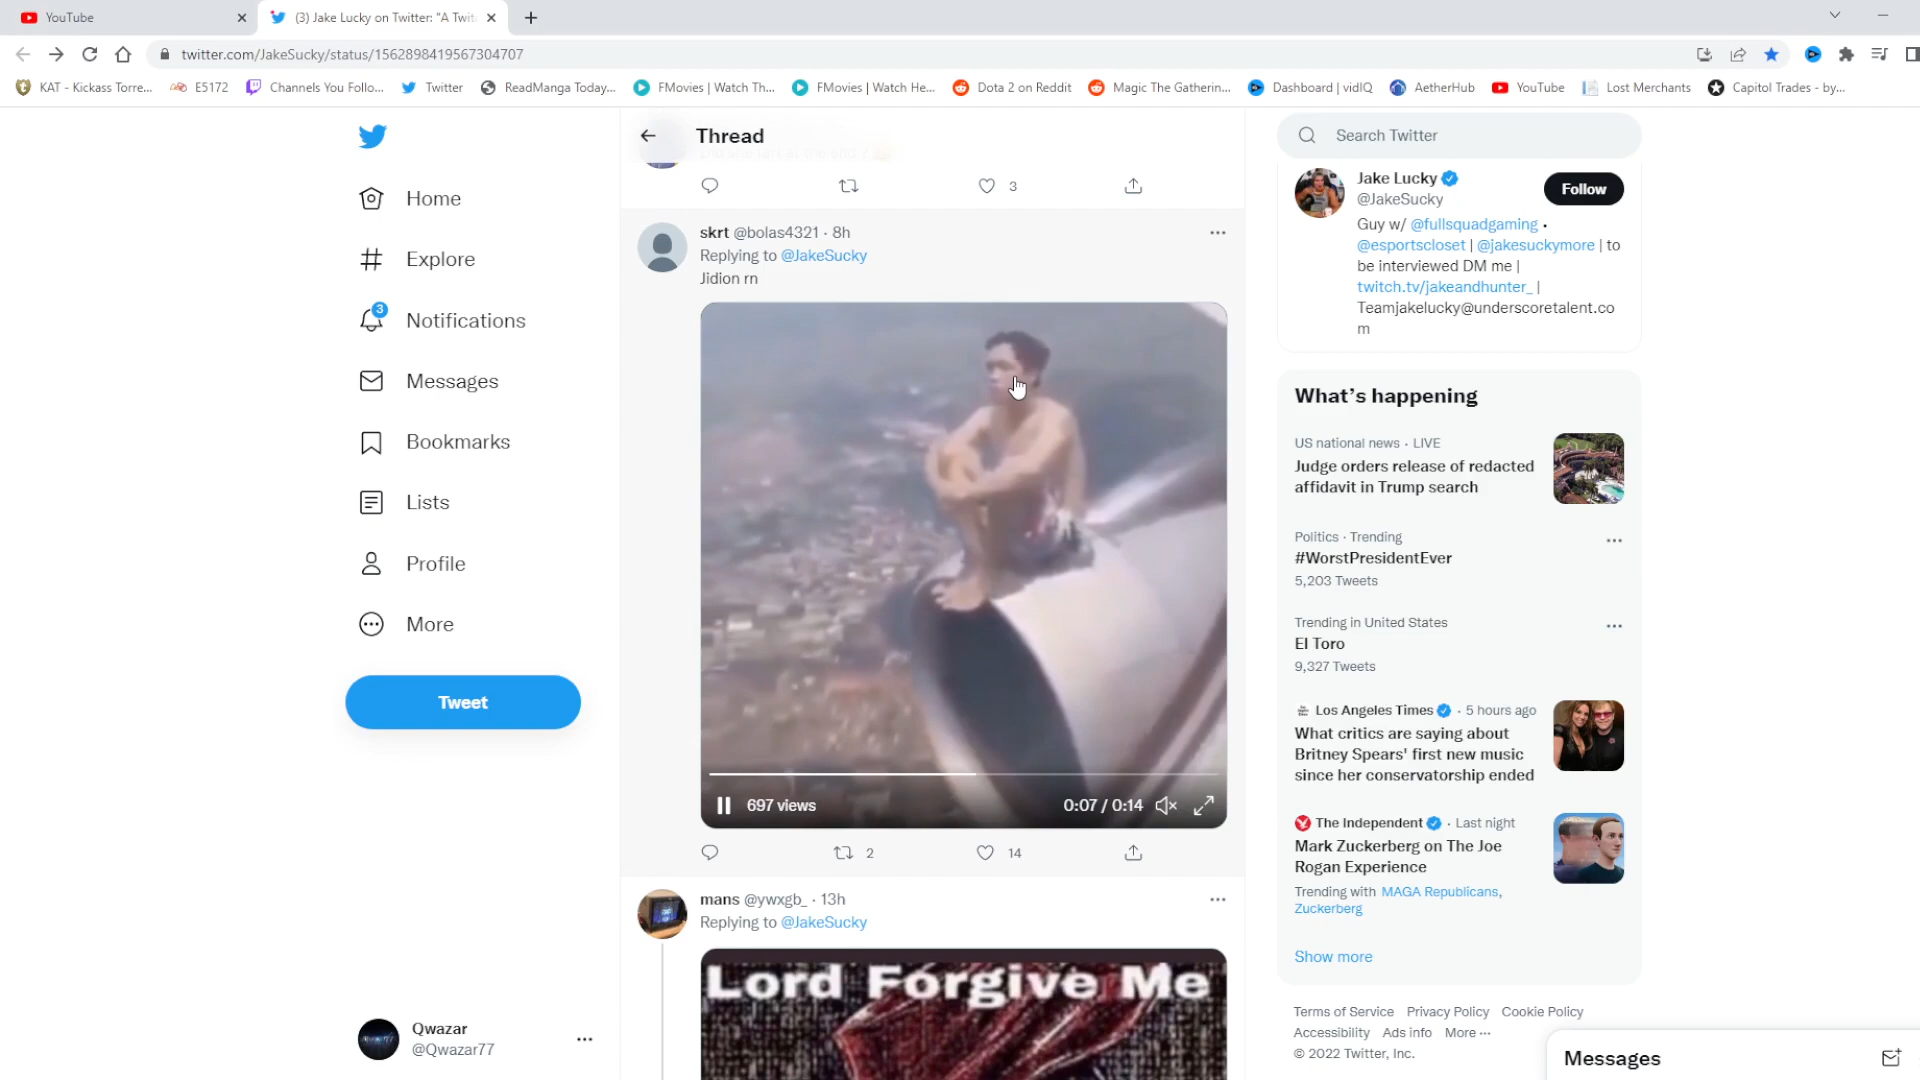 YouTube
(3) Jake Lucky on Twitter: "A Twit
twitter.com/JakeSucky/status/1562898419567304707
KAT - Kickass Torre...
E5172
Channels You Follo...
Twitter
ReadManga Today...
FMovies | Watch Th...
FMovies | Watch He...
Dota 2 on Reddit
Magic The Gatherin...
Dashboard | vidIQ
AetherHub
YouTube
Lost Merchants
Capitol Trades - by...
Home
Explore
3
Notifications
Messages
Bookmarks
Lists
Profile
More
Tweet
Qwazar
@Qwazar77
Thread
3
skrt @bolas4321 · 8h
Replying to @JakeSucky
Jidion rn
697 views
0:07 / 0:14
2
14
mans @ywxgb_ · 13h
Replying to @JakeSucky
Lord Forgive Me
Search Twitter
Jake Lucky
@JakeSucky
Follow
Guy w/ @fullsquadgaming •
@esportscloset | @jakesuckymore | to
be interviewed DM me |
twitch.tv/jakeandhunter_ |
Teamjakelucky@underscoretalent.co
m
What's happening
US national news · LIVE
Judge orders release of redacted
affidavit in Trump search
Politics · Trending
#WorstPresidentEver
5,203 Tweets
Trending in United States
El Toro
9,327 Tweets
Los Angeles Times · 5 hours ago
What critics are saying about
Britney Spears' first new music
since her conservatorship ended
The Independent · Last night
Mark Zuckerberg on The Joe
Rogan Experience
Trending with MAGA Republicans,
Zuckerberg
Show more
Terms of Service Privacy Policy Cookie Policy
Accessibility Ads info More ···
© 2022 Twitter, Inc.
Messages